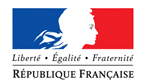 Liberté • Égalité • Fraternité
RÉPUBLIQUE FRANÇAISE